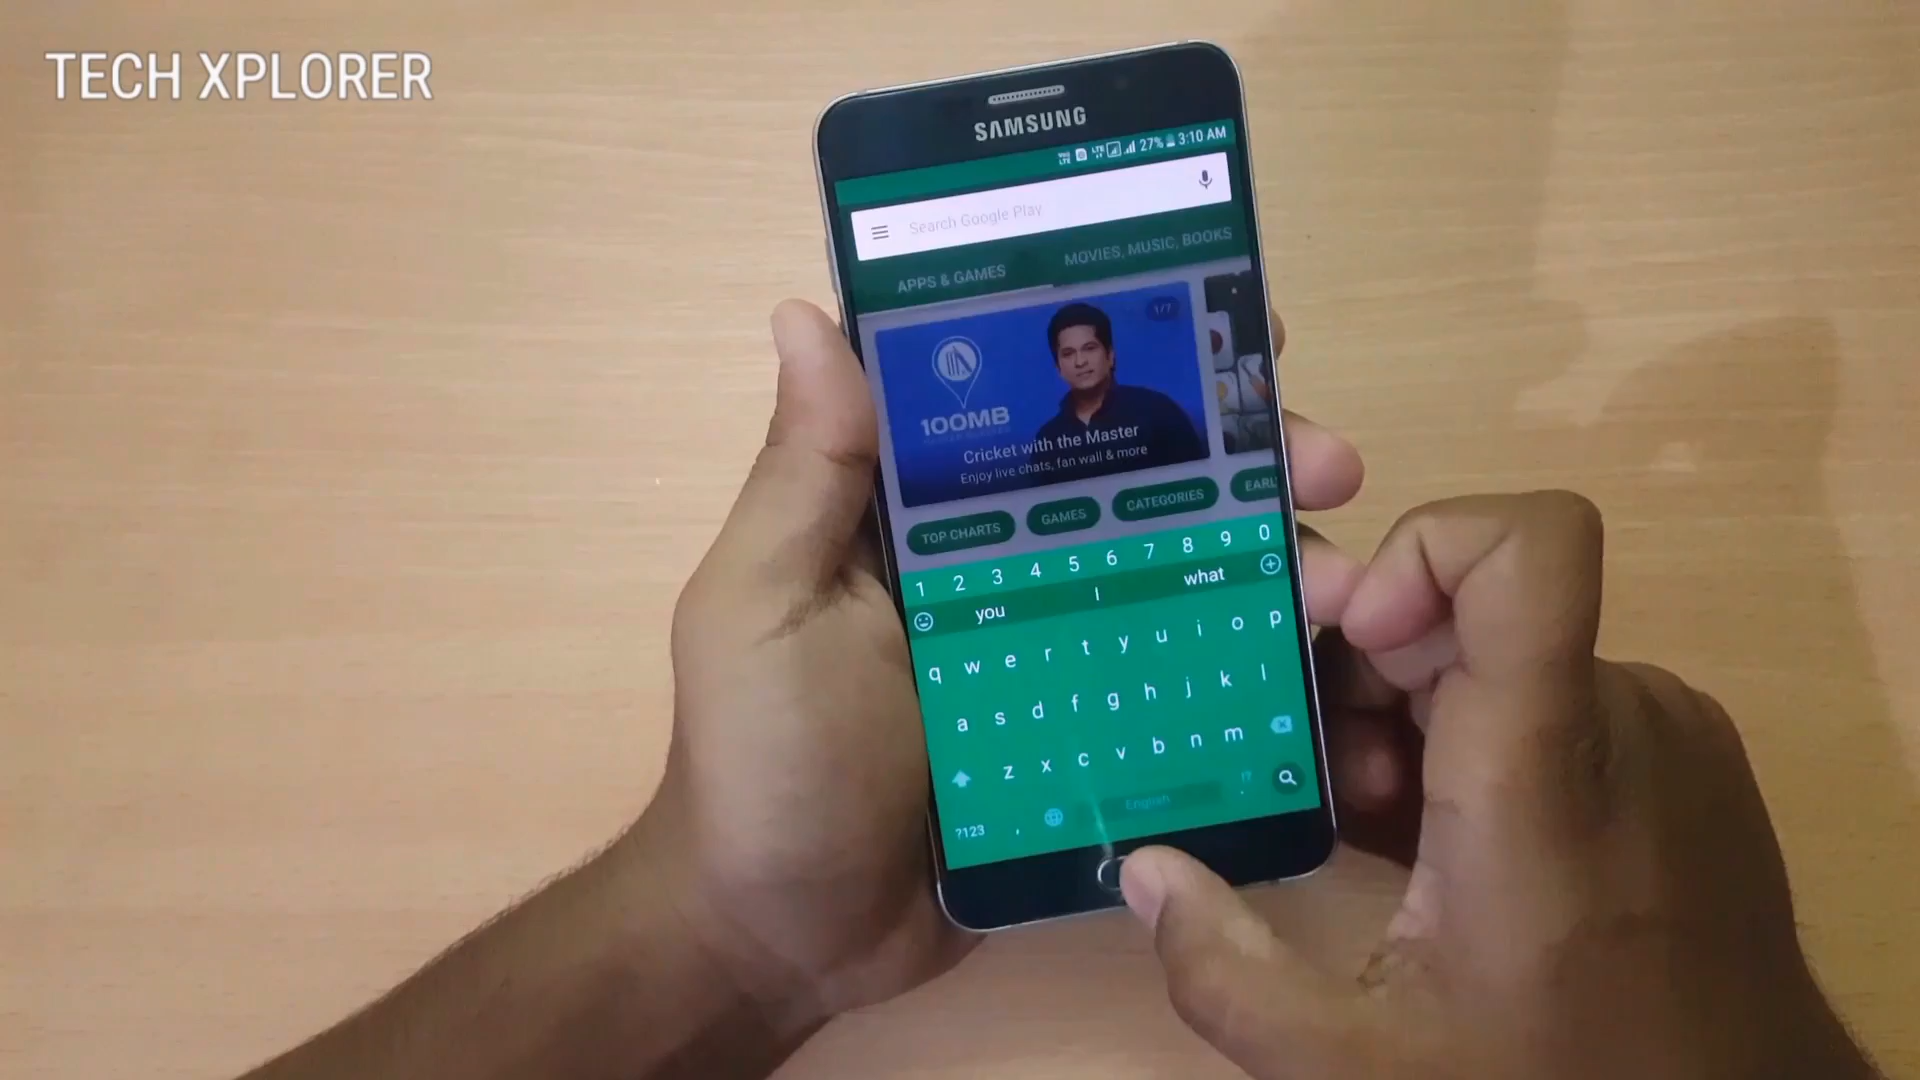 TECH XPLORER
SAMSUNG
LTE 27% 3:10 AM
Search Google Play
APPS & GAMES MOVIES, MUSIC, BOOKS
1/7
100MB
Cricket with the Master
Enjoy live chats, fan wall & more
TOP CHARTS GAMES CATEGORIES EARL
1 2 3 4 5 6 7 8 9 0
you I what
q w e r t y u i o p
a s d f g h j k l
z x c v b n m
?123 , English !?
.